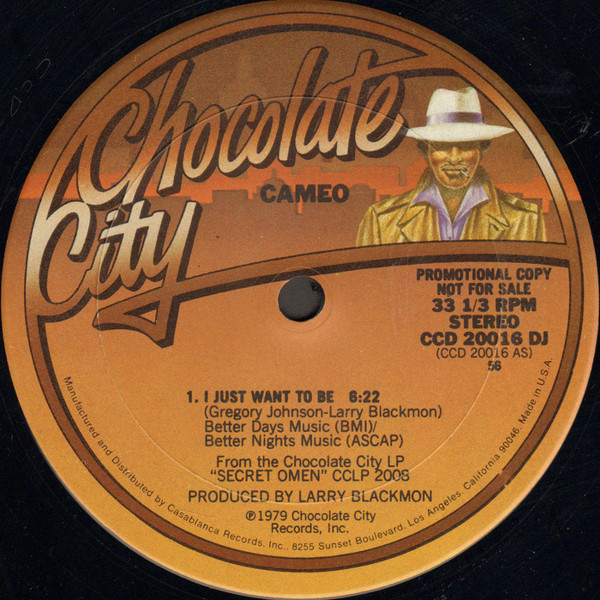 Chocolate
City
CAMEO
PROMOTIONAL COPY
NOT FOR SALE
33 1/3 RPM
STEREO
CCD 20016 DJ
(CCD 20016 AS)
56
1. I JUST WANT TO BE 6:22
(Gregory Johnson-Larry Blackmon)
Better Days Music (BMI)/
Better Nights Music (ASCAP)
From the Chocolate City LP
"SECRET OMEN" CCLP 2008
PRODUCED BY LARRY BLACKMON
℗1979 Chocolate City
Records, Inc.
Manufactured and Distributed by Casablanca Records, Inc., 8255 Sunset Boulevard, Los Angeles, California 90046. Made in U.S.A.